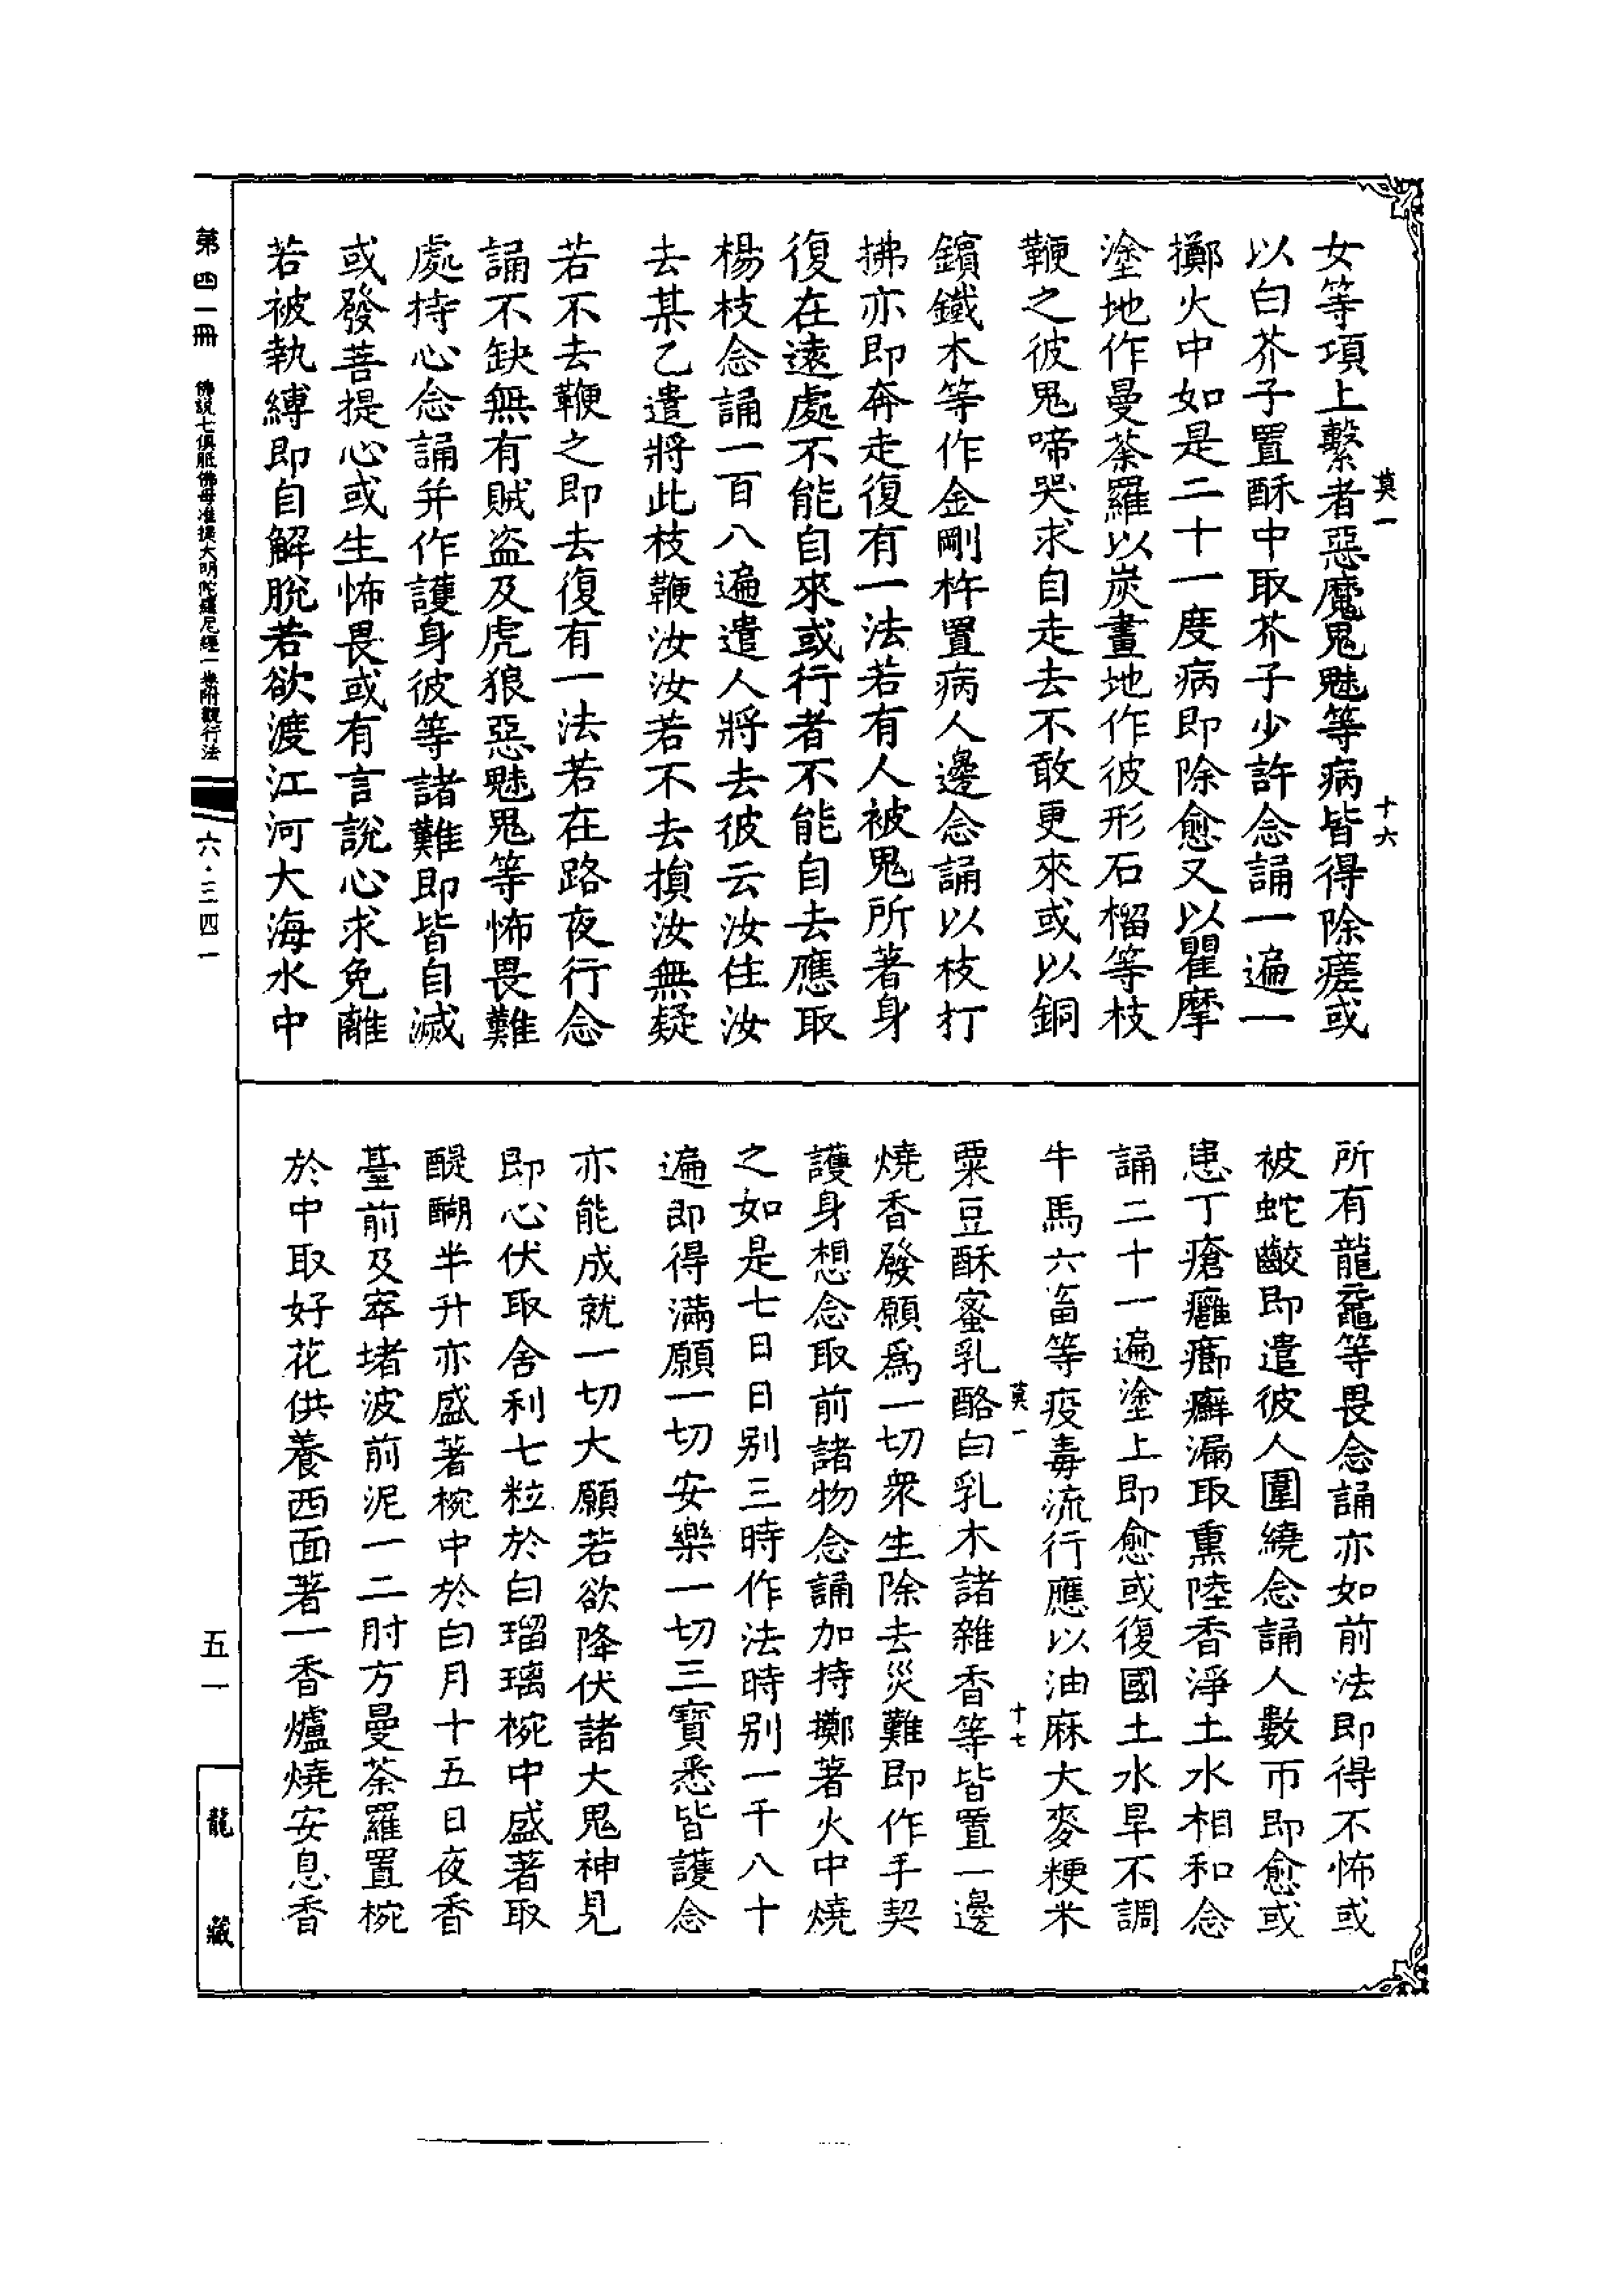 女等項上繫者惡魔鬼魅等病皆得除瘥或
莫一
十六
以白芥子置酥中取芥子少許念誦一遍一
擲火中如是二十一度病即除愈又以瞿摩
塗地作曼荼羅以炭畫地作彼形石榴等枝
鞭之彼鬼啼哭求自走去不敢更來或以銅
鑌鐵木等作金剛杵置病人邊念誦以枝打
拂亦即奔走復有一法若有人被鬼所著身
復在遠處不能自來或行者不能自去應取
楊枝念誦一百八遍遣人將去彼云汝住汝
去某乙遣將此枝鞭汝汝若不去損汝無疑
若不去鞭之即去復有一法若在路夜行念
誦不缺無有賊盜及虎狼惡魅鬼等怖畏難
處持心念誦并作護身彼等諸難即皆自滅
或發菩提心或生怖畏或有言說心求免離
若被執縛即自解脫若欲渡江河大海水中
所有龍黿等畏念誦亦如前法即得不怖或
被蛇齩即遣彼人圍繞念誦人數帀即愈或
患丁瘡癰癤癬漏取熏陸香淨土水相和念
誦二十一遍塗上即愈或復國土水旱不調
牛馬六畜等疫毒流行應以油麻大麥粳米
莫一
十七
粟豆酥蜜乳酪白乳木諸雜香等皆置一邊
燒香發願為一切眾生除去災難即作手契
護身想念取前諸物念誦加持擲著火中燒
之如是七日日別三時作法時別一千八十
遍即得滿願一切安樂一切三寶悉皆護念
亦能成就一切大願若欲降伏諸大鬼神見
即心伏取舍利七粒於白瑠璃椀中盛著取
醍醐半升亦盛著椀中於白月十五日夜香
臺前及窣堵波前泥一二肘方曼荼羅置椀
於中取好花供養西面著一香爐燒安息香
第四一冊 佛說七俱胝佛母准提大明陀羅尼經一卷附觀行法 六·三四一
五一
龍藏